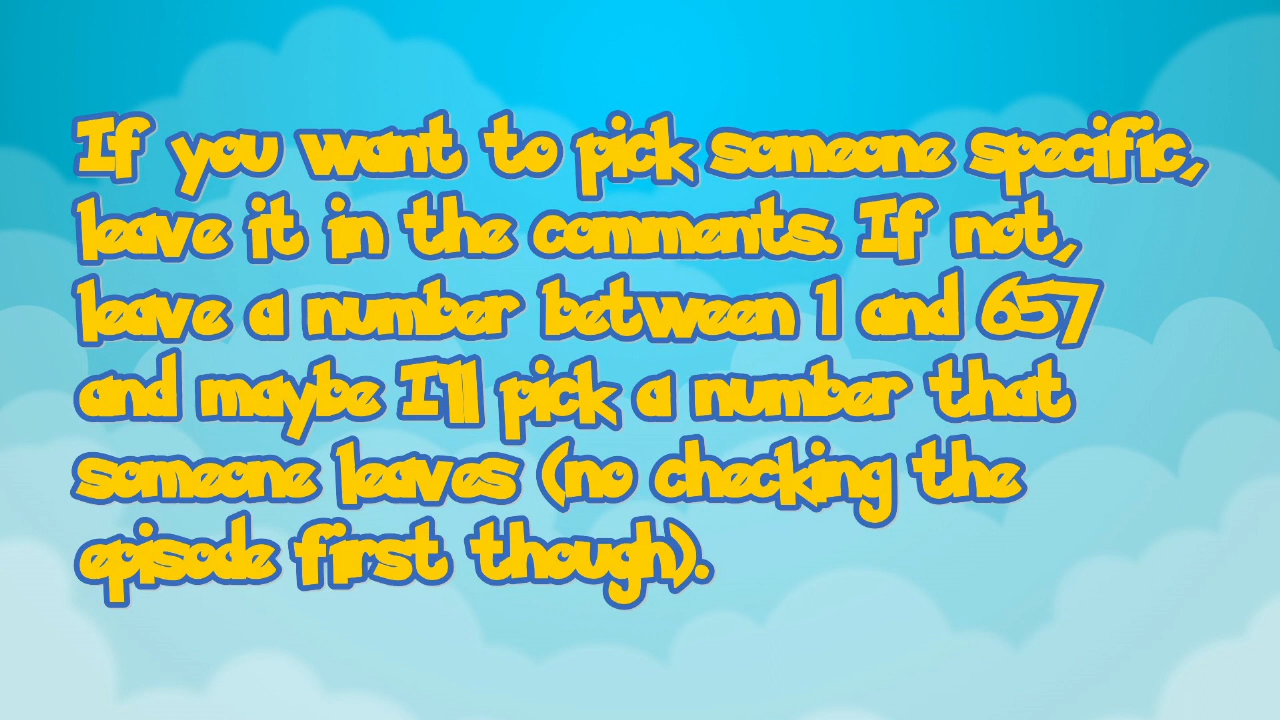 If you want to pick someone specific,
leave it in the comments. If not,
leave a number between 1 and 657
and maybe I'll pick a number that
someone leaves (no checking the
episode first though).